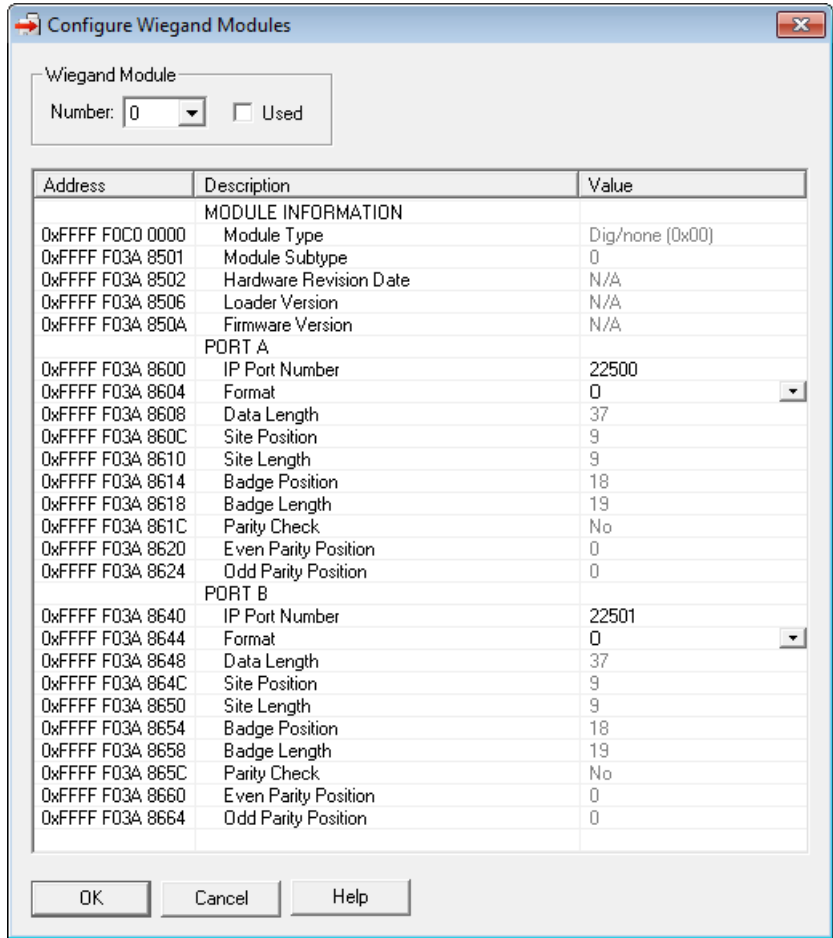 Configure Wiegand Modules
Wiegand Module
Number: 0 Used
Address Description Value
MODULE INFORMATION
0xFFFF F0C0 0000 Module Type Dig/none (0x00)
0xFFFF F03A 8501 Module Subtype 0
0xFFFF F03A 8502 Hardware Revision Date N/A
0xFFFF F03A 8506 Loader Version N/A
0xFFFF F03A 850A Firmware Version N/A
PORT A
0xFFFF F03A 8600 IP Port Number 22500
0xFFFF F03A 8604 Format 0
0xFFFF F03A 8608 Data Length 37
0xFFFF F03A 860C Site Position 9
0xFFFF F03A 8610 Site Length 9
0xFFFF F03A 8614 Badge Position 18
0xFFFF F03A 8618 Badge Length 19
0xFFFF F03A 861C Parity Check No
0xFFFF F03A 8620 Even Parity Position 0
0xFFFF F03A 8624 Odd Parity Position 0
PORT B
0xFFFF F03A 8640 IP Port Number 22501
0xFFFF F03A 8644 Format 0
0xFFFF F03A 8648 Data Length 37
0xFFFF F03A 864C Site Position 9
0xFFFF F03A 8650 Site Length 9
0xFFFF F03A 8654 Badge Position 18
0xFFFF F03A 8658 Badge Length 19
0xFFFF F03A 865C Parity Check No
0xFFFF F03A 8660 Even Parity Position 0
0xFFFF F03A 8664 Odd Parity Position 0
OK Cancel Help